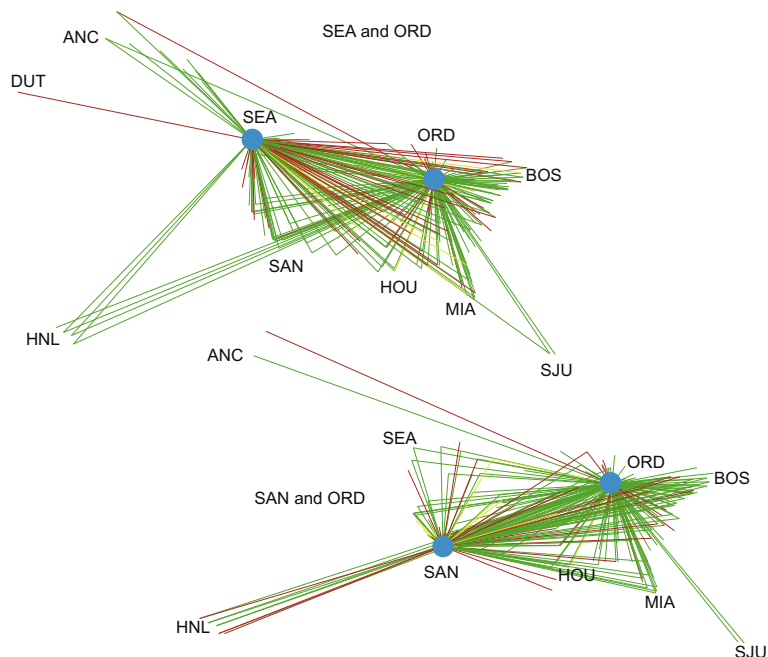 SEA and ORD
ANC
DUT
SEA
ORD
BOS
SAN
HOU
MIA
HNL
SJU
ANC
SEA
ORD
BOS
SAN and ORD
SAN
HOU
MIA
HNL
SJU